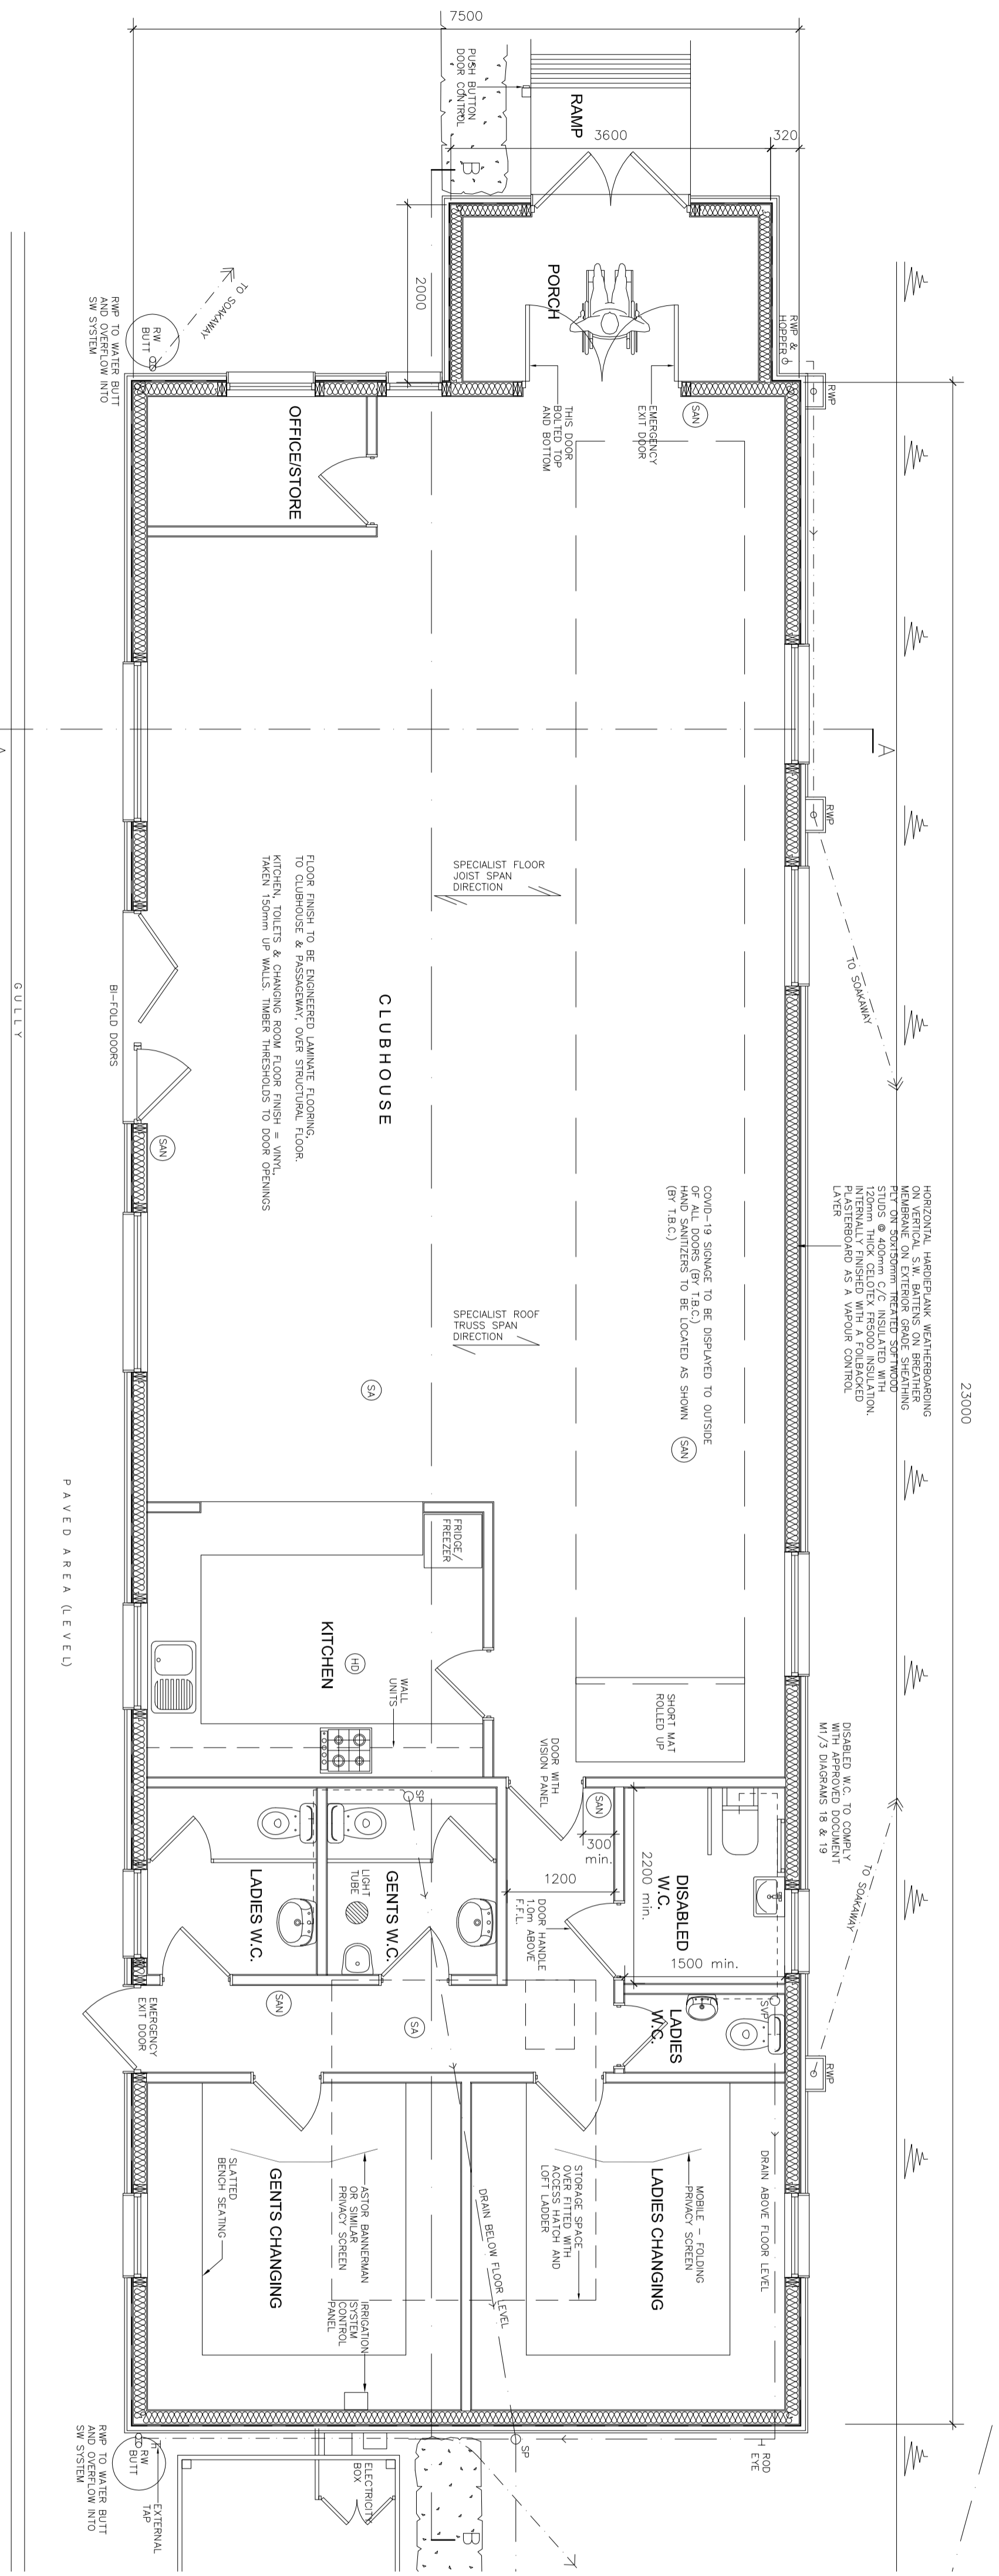 7500
PUSH BUTTON
DOOR CONTROL
RAMP
3600
320
B
2000
PORCH
TO SOAKAWAY
RWP TO WATER BUTT
AND OVERFLOW INTO
SW SYSTEM
RW
BUTT
RWP &
HOPPER
RWP
OFFICE/STORE
THIS DOOR
BOLTED TOP
AND BOTTOM
EMERGENCY
EXIT DOOR
SAN
A
A
RWP
SPECIALIST FLOOR
JOIST SPAN
DIRECTION
FLOOR FINISH TO BE ENGINEERED LAMINATE FLOORING,
TO CLUBHOUSE & PASSAGEWAY, OVER STRUCTURAL FLOOR.
KITCHEN, TOILETS & CHANGING ROOM FLOOR FINISH = VINYL,
TAKEN 150mm UP WALLS. TIMBER THRESHOLDS TO DOOR OPENINGS
TO SOAKAWAY
GULLY
BI-FOLD DOORS
CLUBHOUSE
SAN
COVID-19 SIGNAGE TO BE DISPLAYED TO OUTSIDE
OF ALL DOORS (BY T.B.C.)
HAND SANITIZERS TO BE LOCATED AS SHOWN
(BY T.B.C.)
SAN
HORIZONTAL HARDIEPLANK WEATHERBOARDING
ON VERTICAL S.W. BATTENS ON BREATHER
MEMBRANE ON EXTERIOR GRADE SHEATHING
PLY ON 50x150mm TREATED SOFTWOOD
STUDS @ 400mm C/C INSULATED WITH
120mm THICK CELOTEX FR5000 INSULATION.
INTERNALLY FINISHED WITH A FOILBACKED
PLASTERBOARD AS A VAPOUR CONTROL
LAYER
23000
SPECIALIST ROOF
TRUSS SPAN
DIRECTION
SA
PAVED AREA (LEVEL)
FRIDGE/
FREEZER
KITCHEN
HD
WALL
UNITS
SHORT MAT
ROLLED UP
DOOR WITH
VISION PANEL
DISABLED W.C. TO COMPLY
WITH APPROVED DOCUMENT
M1/3 DIAGRAMS 18 & 19
SP
SAN
300
min.
1200
2200 min.
DISABLED
W.C.
1500 min.
TO SOAKAWAY
LADIES W.C.
LIGHT
TUBE
GENTS W.C.
DOOR HANDLE
1.0m ABOVE
F.F.L.
EMERGENCY
EXIT DOOR
SAN
SA
LADIES
W.C.
SVP
RWP
SLATTED
BENCH SEATING
GENTS CHANGING
ASTOR BANNERMAN
OR SIMILAR
PRIVACY SCREEN
IRRIGATION
SYSTEM
CONTROL
PANEL
DRAIN BELOW FLOOR LEVEL
STORAGE SPACE
OVER FITTED WITH
ACCESS HATCH AND
LOFT LADDER
LADIES CHANGING
MOBILE - FOLDING
PRIVACY SCREEN
DRAIN ABOVE FLOOR LEVEL
RWP TO WATER BUTT
AND OVERFLOW INTO
SW SYSTEM
RW
BUTT
EXTERNAL
TAP
ELECTRICITY
BOX
B
SP
ROD
EYE